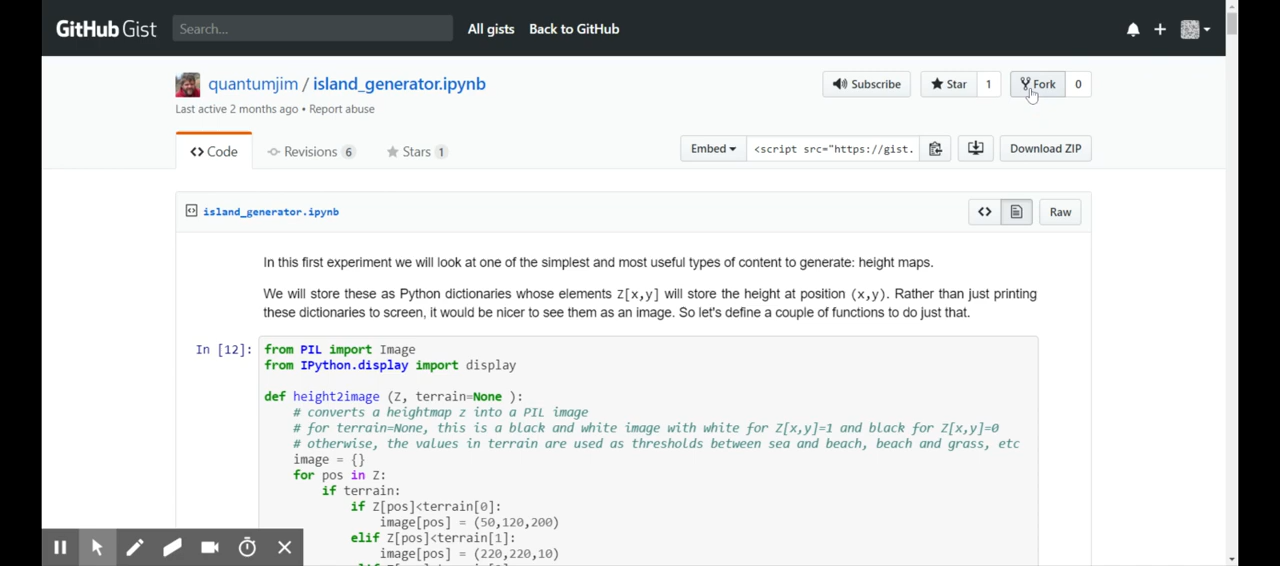 GitHub Gist Search... All gists Back to GitHub
quantumjim / island_generator.ipynb Subscribe Star 1 Fork 0
Last active 2 months ago • Report abuse
Code Revisions 6 Stars 1 Embed <script src="https://gist. Download ZIP
island_generator.ipynb Raw
In this first experiment we will look at one of the simplest and most useful types of content to generate: height maps.
We will store these as Python dictionaries whose elements Z[x,y] will store the height at position (x,y). Rather than just printing
these dictionaries to screen, it would be nicer to see them as an image. So let's define a couple of functions to do just that.
In [12]: from PIL import Image
from IPython.display import display
def height2image (Z, terrain=None ):
# converts a heightmap z into a PIL image
# for terrain=None, this is a black and white image with white for Z[x,y]=1 and black for Z[x,y]=0
# otherwise, the values in terrain are used as thresholds between sea and beach, beach and grass, etc
image = {}
for pos in Z:
if terrain:
if Z[pos]<terrain[0]:
image[pos] = (50,120,200)
elif Z[pos]<terrain[1]:
image[pos] = (220,220,10)